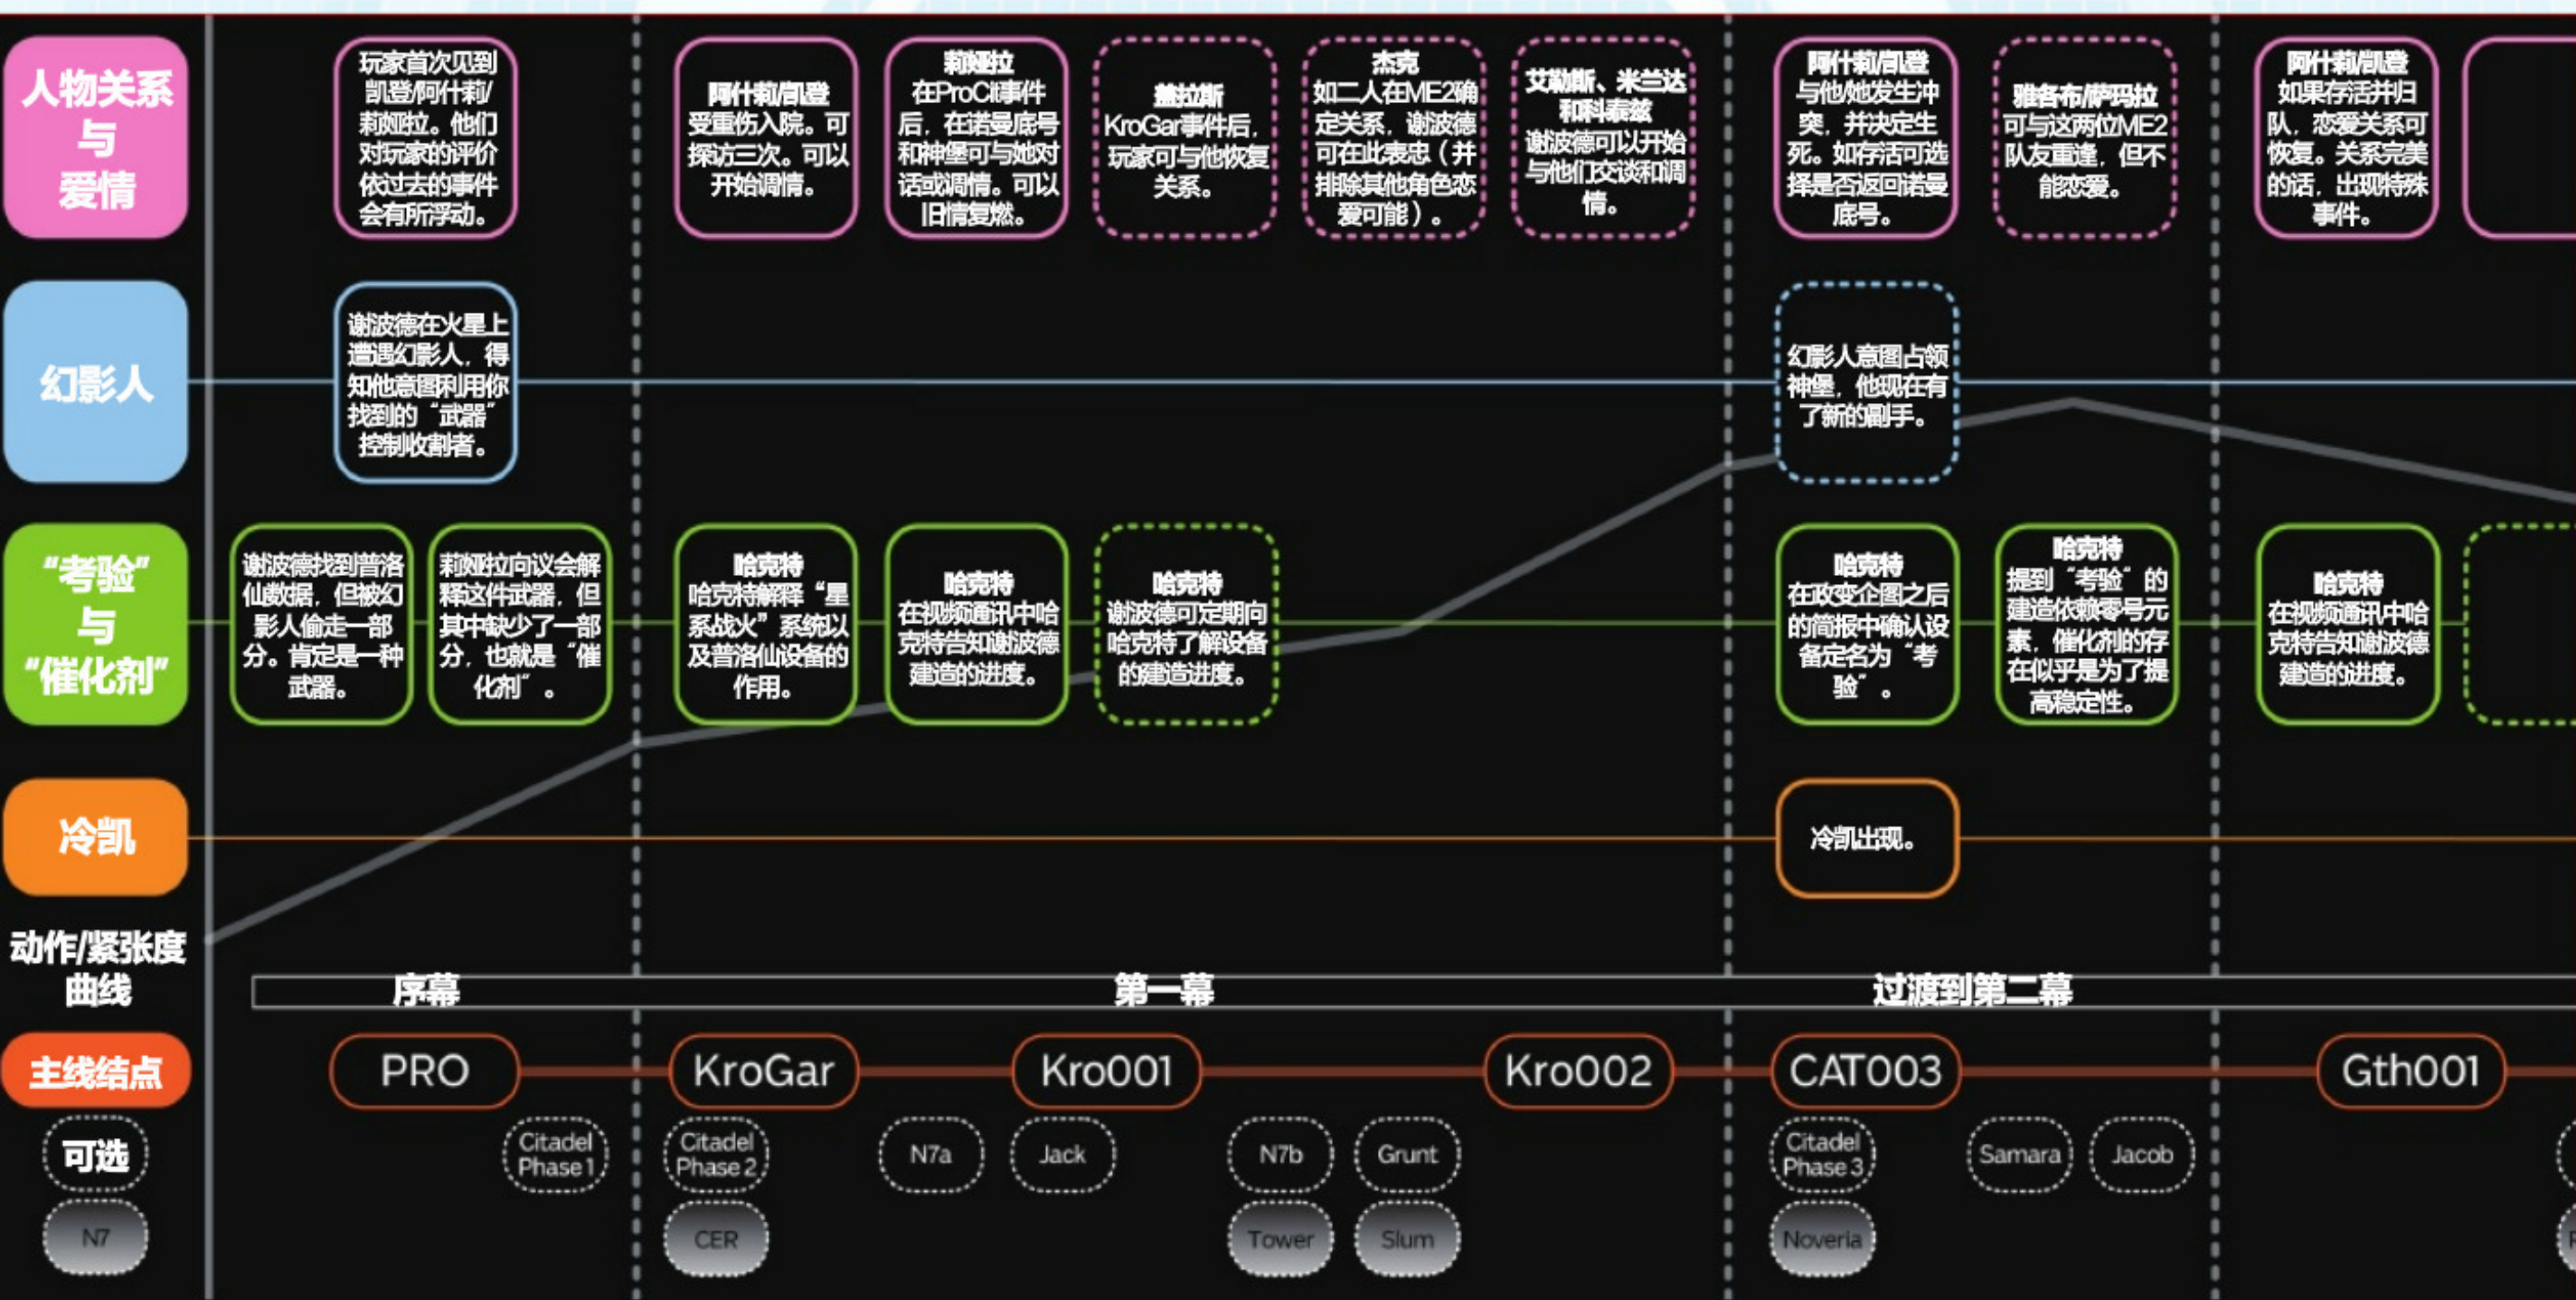 人物关系
与
爱情
玩家首次见到
凯登/阿什莉/
莉娅拉。他们
对玩家的评价
依过去的事件
会有所浮动。
阿什莉/凯登
受重伤入院。可
探访三次。可以
开始调情。
莉娅拉
在ProCit事件
后，在诺曼底号
和神堡可与她对
话或调情。可以
旧情复燃。
盖拉斯
KroGar事件后，
玩家可与他恢复
关系。
杰克
如二人在ME2确
定关系，谢波德
可在此表忠（并
排除其他角色恋
爱可能）。
艾勒斯、米兰达
和科泰兹
谢波德可以开始
与他们交谈和调
情。
阿什莉/凯登
与他/她发生冲
突，并决定生
死。如存活可选
择是否返回诺曼
底号。
雅各布/萨玛拉
可与这两位ME2
队友重逢，但不
能恋爱。
阿什莉/凯登
如果存活并归
队，恋爱关系可
恢复。关系完美
的话，出现特殊
事件。
幻影人
谢波德在火星上
遭遇幻影人，得
知他意图利用你
找到的“武器”
控制收割者。
幻影人意图占领
神堡，他现在有
了新的副手。
“考验”
与
“催化剂”
谢波德找到普洛
仙数据，但被幻
影人偷走一部
分。肯定是一种
武器。
莉娅拉向议会解
释这件武器，但
其中缺少了一部
分，也就是“催
化剂”。
哈克特
哈克特解释“星
系战火”系统以
及普洛仙设备的
作用。
哈克特
在视频通讯中哈
克特告知谢波德
建造的进度。
哈克特
谢波德可定期向
哈克特了解设备
的建造进度。
哈克特
在政变企图之后
的简报中确认设
备定名为“考
验”。
哈克特
提到“考验”的
建造依赖零号元
素，催化剂的存
在似乎是为了提
高稳定性。
哈克特
在视频通讯中哈
克特告知谢波德
建造的进度。
冷凯
冷凯出现。
动作/紧张度
曲线
序幕
第一幕
过渡到第二幕
主线结点
PRO
KroGar
Kro001
Kro002
CAT003
Gth001
可选
Citadel
Phase 1
Citadel
Phase 2
N7a
Jack
N7b
Grunt
Citadel
Phase 3
Samara
Jacob
N7
CER
Tower
Slum
Noveria